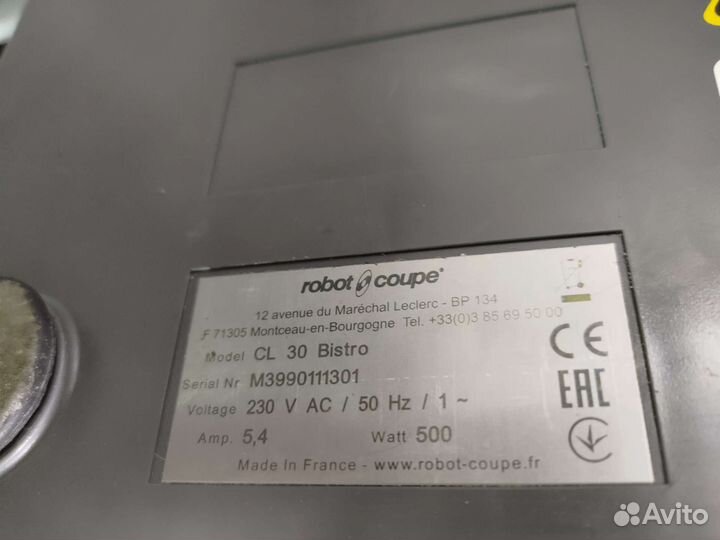 robot coupe®
12 avenue du Maréchal Leclerc - BP 134
F 71305 Montceau-en-Bourgogne Tel. +33(0)3 85 69 50 00
Model CL 30 Bistro
Serial Nr M3990111301
Voltage 230 V AC / 50 Hz / 1 ~
Amp. 5,4 Watt 500
Made In France - www.robot-coupe.fr
CE
EAC
Avito